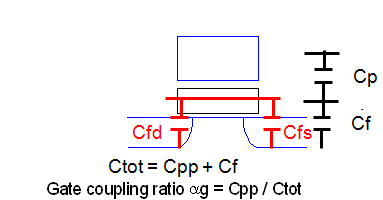 Cp
Cfd
Cfs
Cf
Ctot = Cpp + Cf
Gate coupling ratio αg = Cpp / Ctot